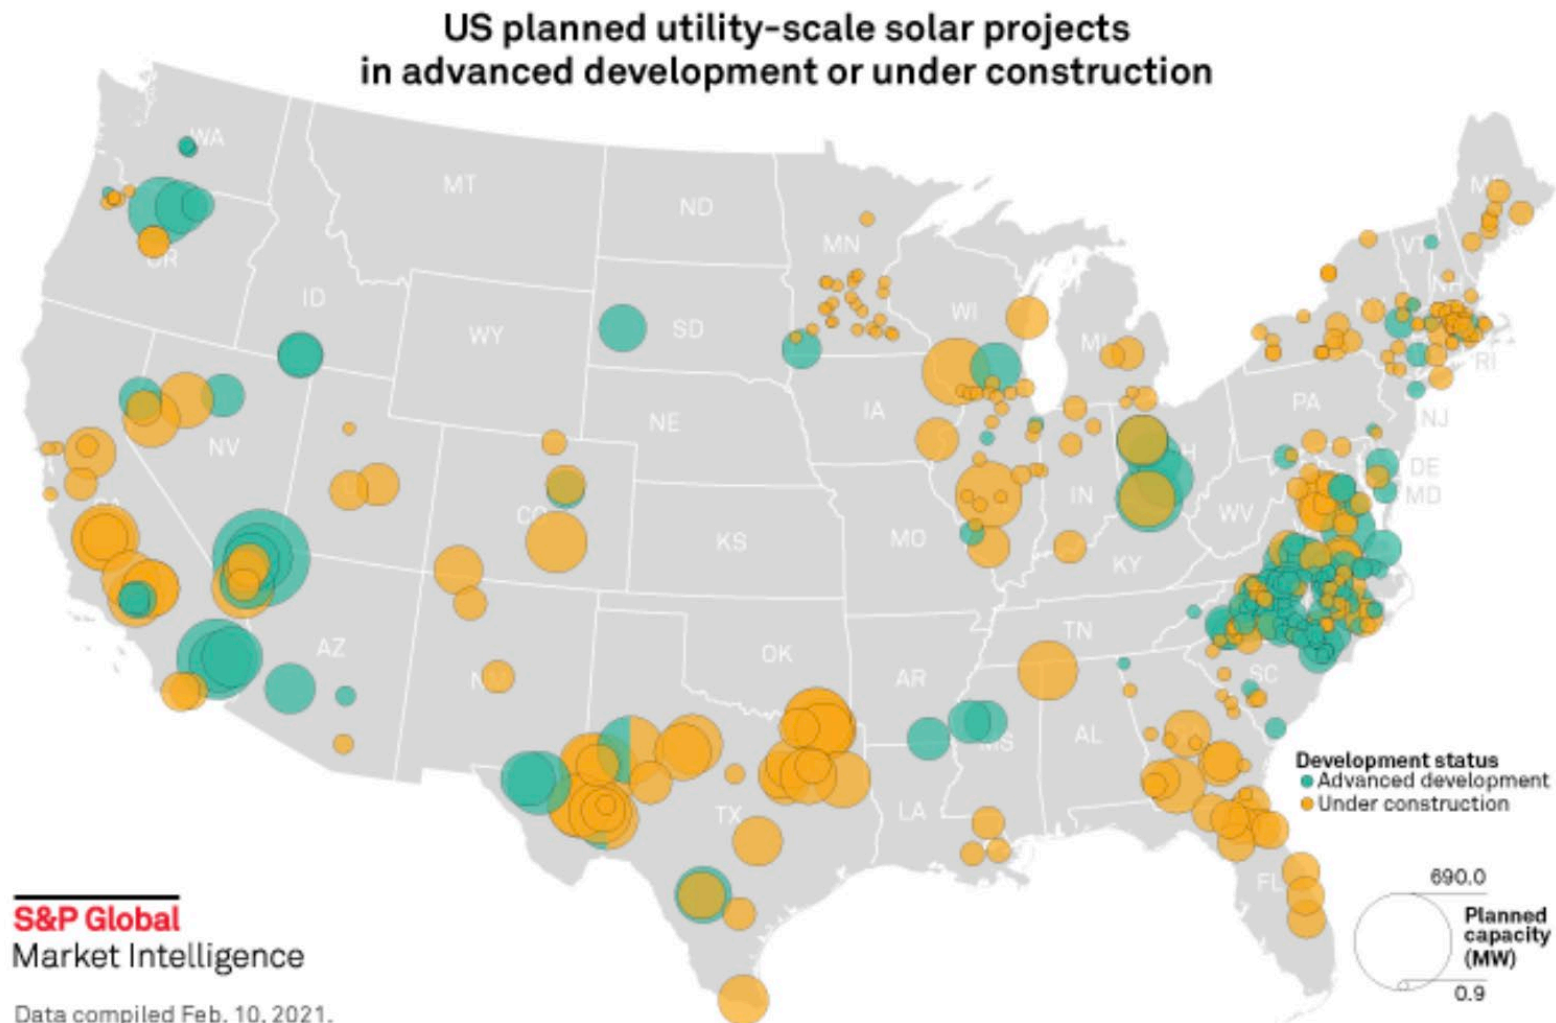 US planned utility-scale solar projects
in advanced development or under construction
WA
MT
ND
MN
VT
NH
OR
ID
WY
SD
WI
MI
RI
NV
NE
IA
PA
NJ
DE
MD
CO
KS
MO
IN
WV
KY
AZ
OK
AR
TN
SC
MS
AL
TX
LA
FL
Development status
Advanced development
Under construction
690.0
Planned
capacity
(MW)
0.9
S&P Global
Market Intelligence
Data compiled Feb. 10, 2021.